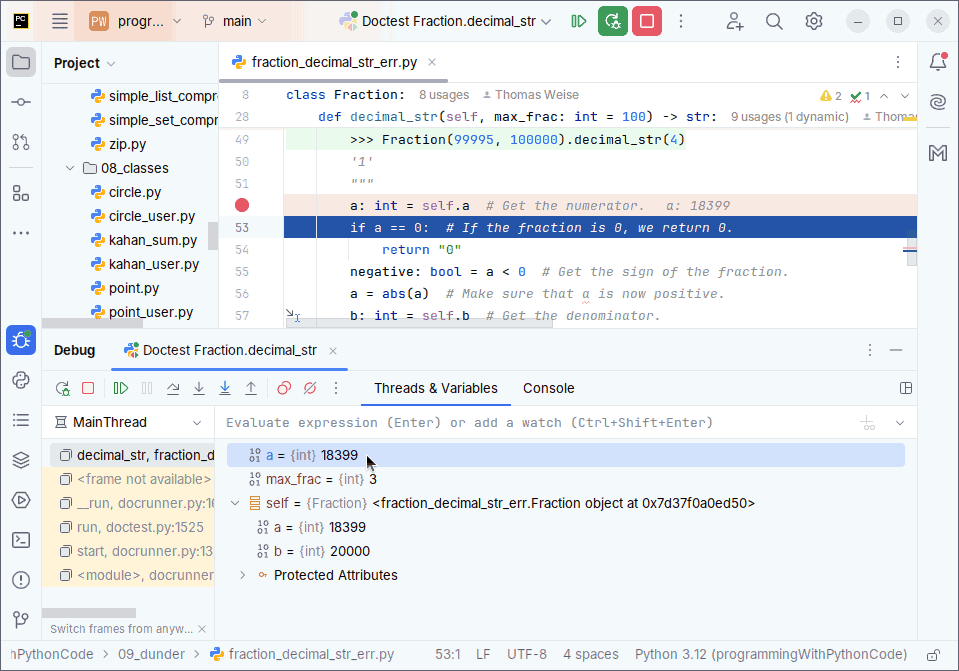 PC PW progr... main Doctest Fraction.decimal_str
Project
fraction_decimal_str_err.py
simple_list_compr
simple_set_compr
zip.py
08_classes
circle.py
circle_user.py
kahan_sum.py
kahan_user.py
point.py
point_user.py
8 class Fraction: 8 usages Thomas Weise 2 1
28 def decimal_str(self, max_frac: int = 100) -> str: 9 usages (1 dynamic) Thomas
49 >>> Fraction(99995, 100000).decimal_str(4)
50 '1'
51 """
a: int = self.a # Get the numerator. a: 18399
53 if a == 0: # If the fraction is 0, we return 0.
54 return "0"
55 negative: bool = a < 0 # Get the sign of the fraction.
56 a = abs(a) # Make sure that a is now positive.
57 b: int = self.b # Get the denominator.
Debug Doctest Fraction.decimal_str
Threads & Variables Console
MainThread
Evaluate expression (Enter) or add a watch (Ctrl+Shift+Enter)
decimal_str, fraction_d
<frame not available>
__run, docrunner.py:16
run, doctest.py:1525
start, docrunner.py:13
<module>, docrunner
Switch frames from anyw...
a = {int} 18399
max_frac = {int} 3
self = {Fraction} <fraction_decimal_str_err.Fraction object at 0x7d37f0a0ed50>
a = {int} 18399
b = {int} 20000
Protected Attributes
hPythonCode > 09_dunder > fraction_decimal_str_err.py 53:1 LF UTF-8 4 spaces Python 3.12 (programmingWithPythonCode)